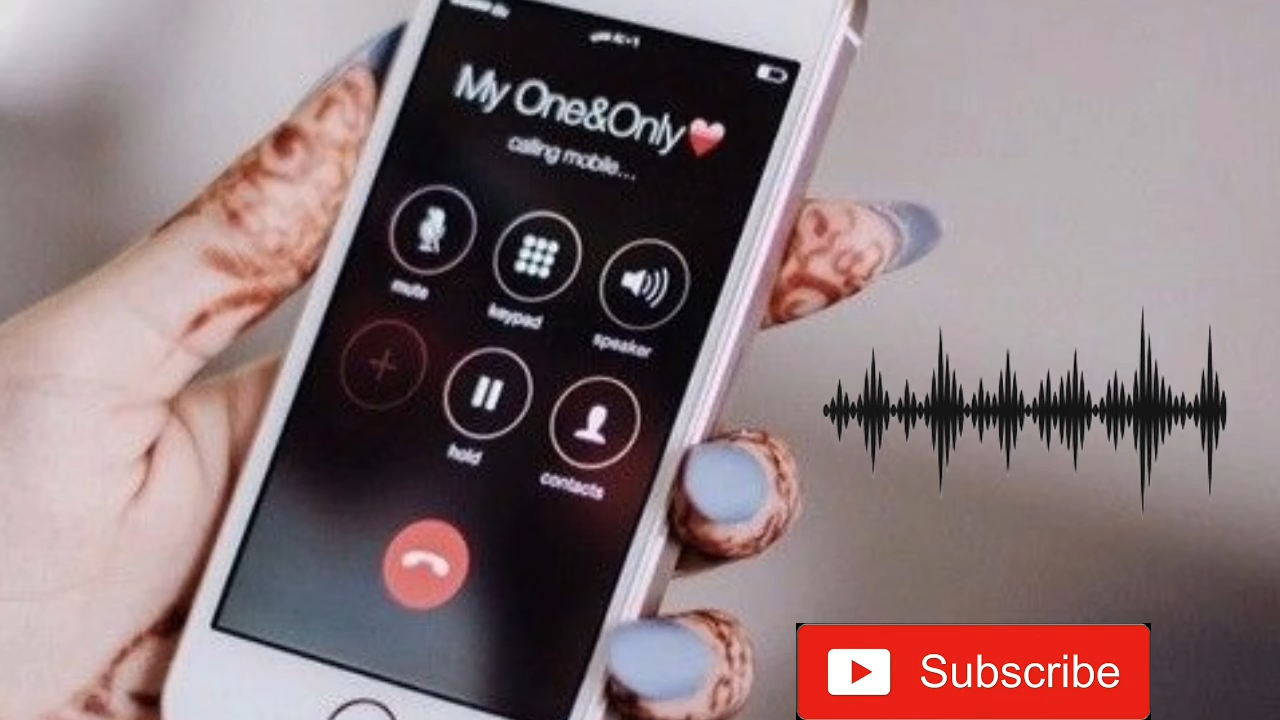 My One&Only❤
calling mobile...
mute
keypad
speaker
hold
contacts
Subscribe